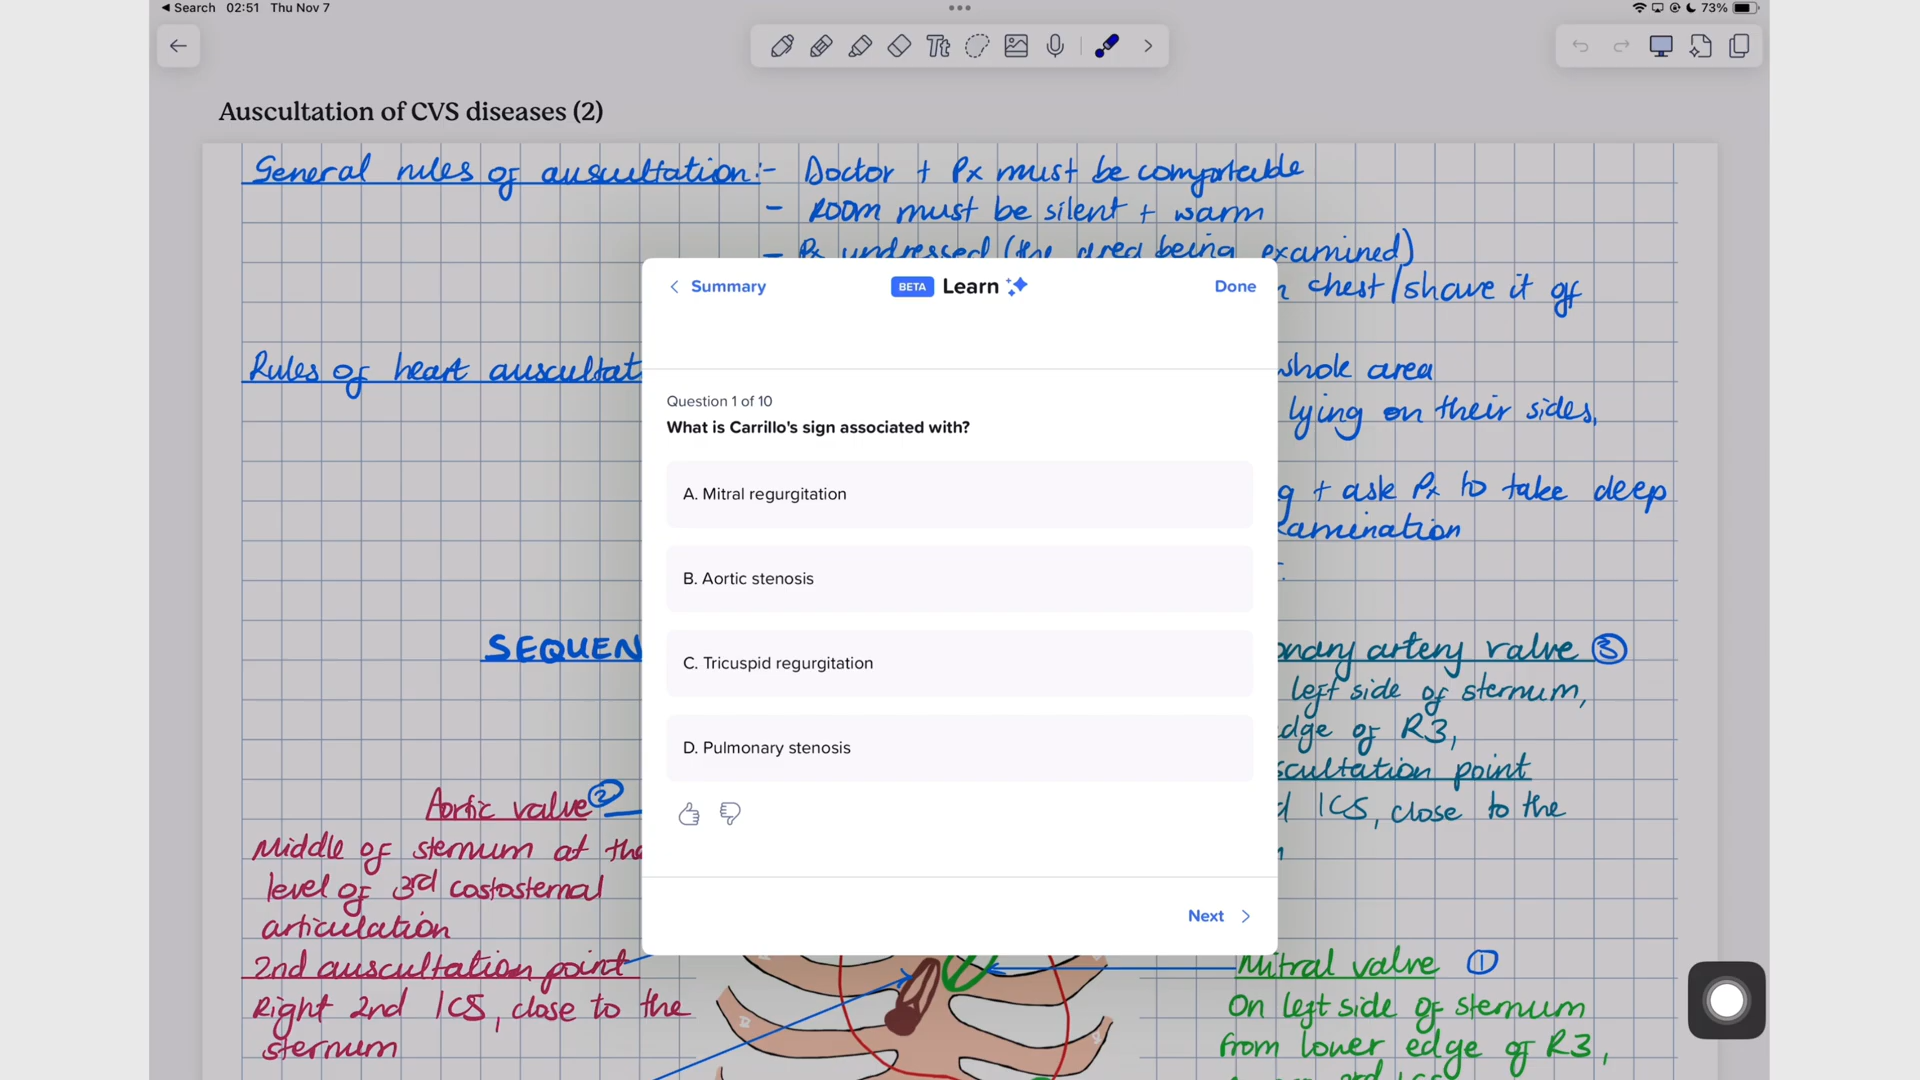 Search 02:51 Thu Nov 7
73%
Auscultation of CVS diseases (2)
General rules of auscultation:- Doctor + Px must be comfortable
- ROOM must be silent + warm
- Px undressed (the area being examined)
chest/shave it off
Rules of heart auscultat
whole area
lying on their sides,
+ ask Px to take deep
amination
SEQUEN
nary artery valve ③
left side of sternum,
dge of R3,
scultation point
ICS, close to the
Aortic valve ②
Middle of sternum at the
level of 3rd costosternal
articulation
2nd auscultation point
Right 2nd ICS, close to the
sternum
Mitral valve ①
On left side of sternum
from lower edge of R3,
Summary
BETA Learn
Done
Question 1 of 10
What is Carrillo's sign associated with?
A. Mitral regurgitation
B. Aortic stenosis
C. Tricuspid regurgitation
D. Pulmonary stenosis
Next